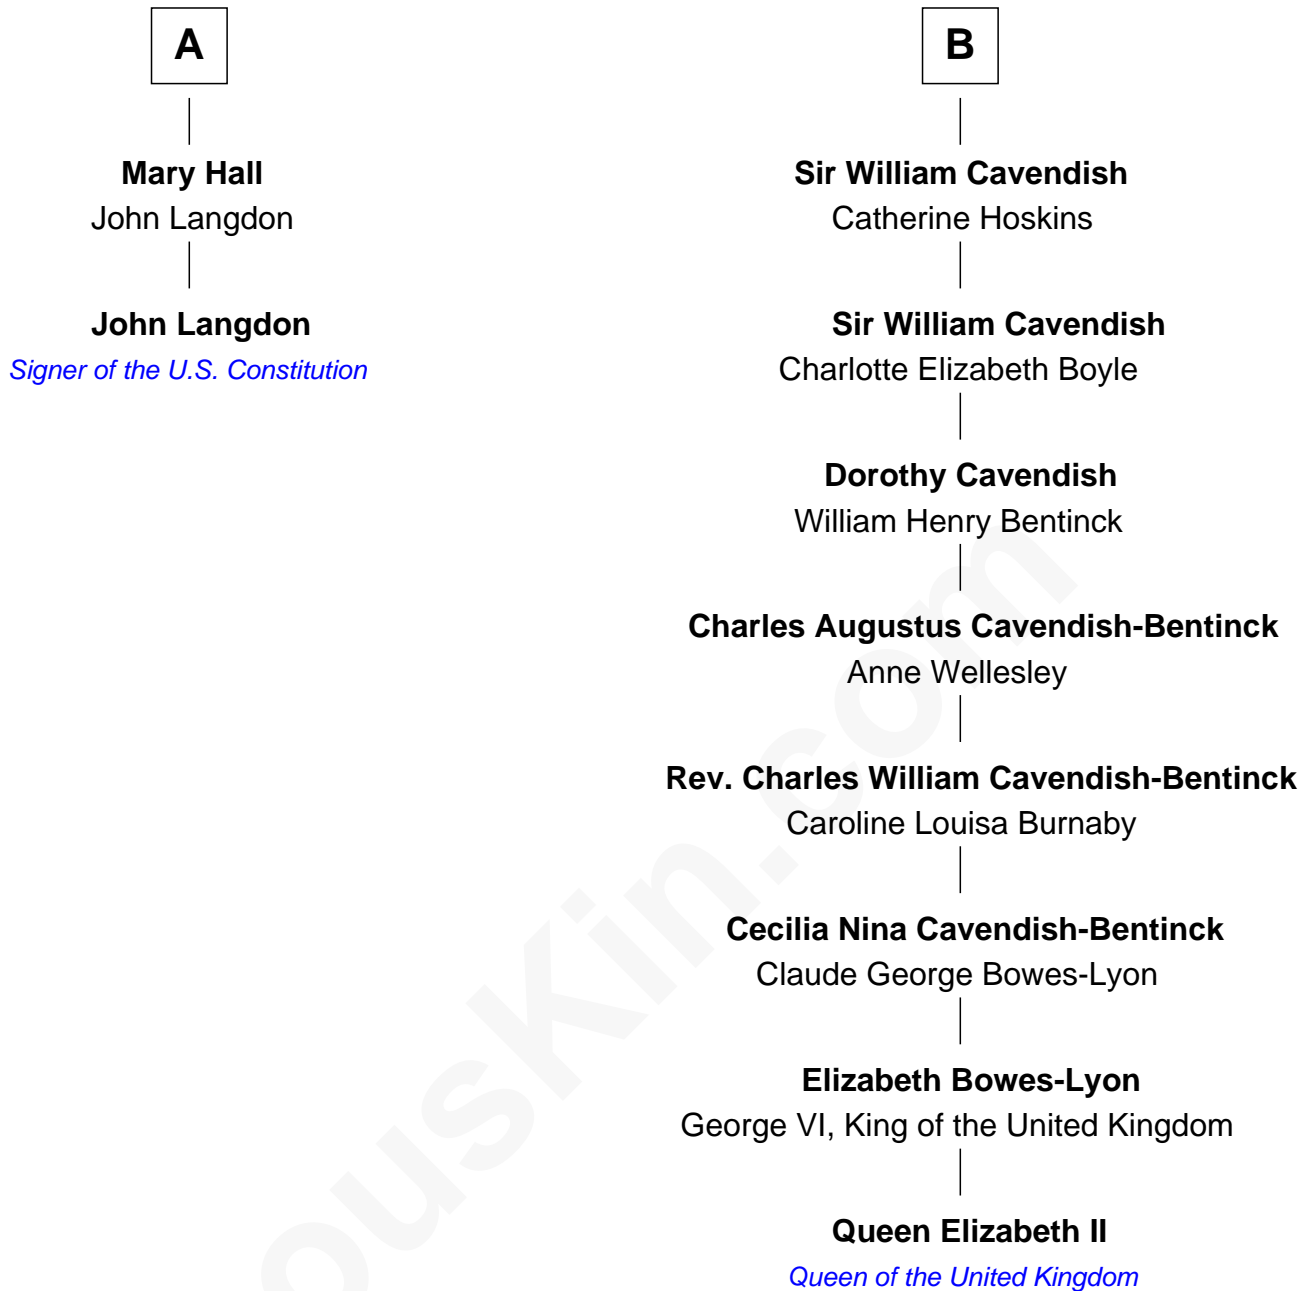 A
Mary Hall
John Langdon
John Langdon
Signer of the U.S. Constitution
B
Sir William Cavendish
Catherine Hoskins
Sir William Cavendish
Charlotte Elizabeth Boyle
Dorothy Cavendish
William Henry Bentinck
Charles Augustus Cavendish-Bentinck
Anne Wellesley
Rev. Charles William Cavendish-Bentinck
Caroline Louisa Burnaby
Cecilia Nina Cavendish-Bentinck
Claude George Bowes-Lyon
Elizabeth Bowes-Lyon
George VI, King of the United Kingdom
Queen Elizabeth II
Queen of the United Kingdom
ousKin.com